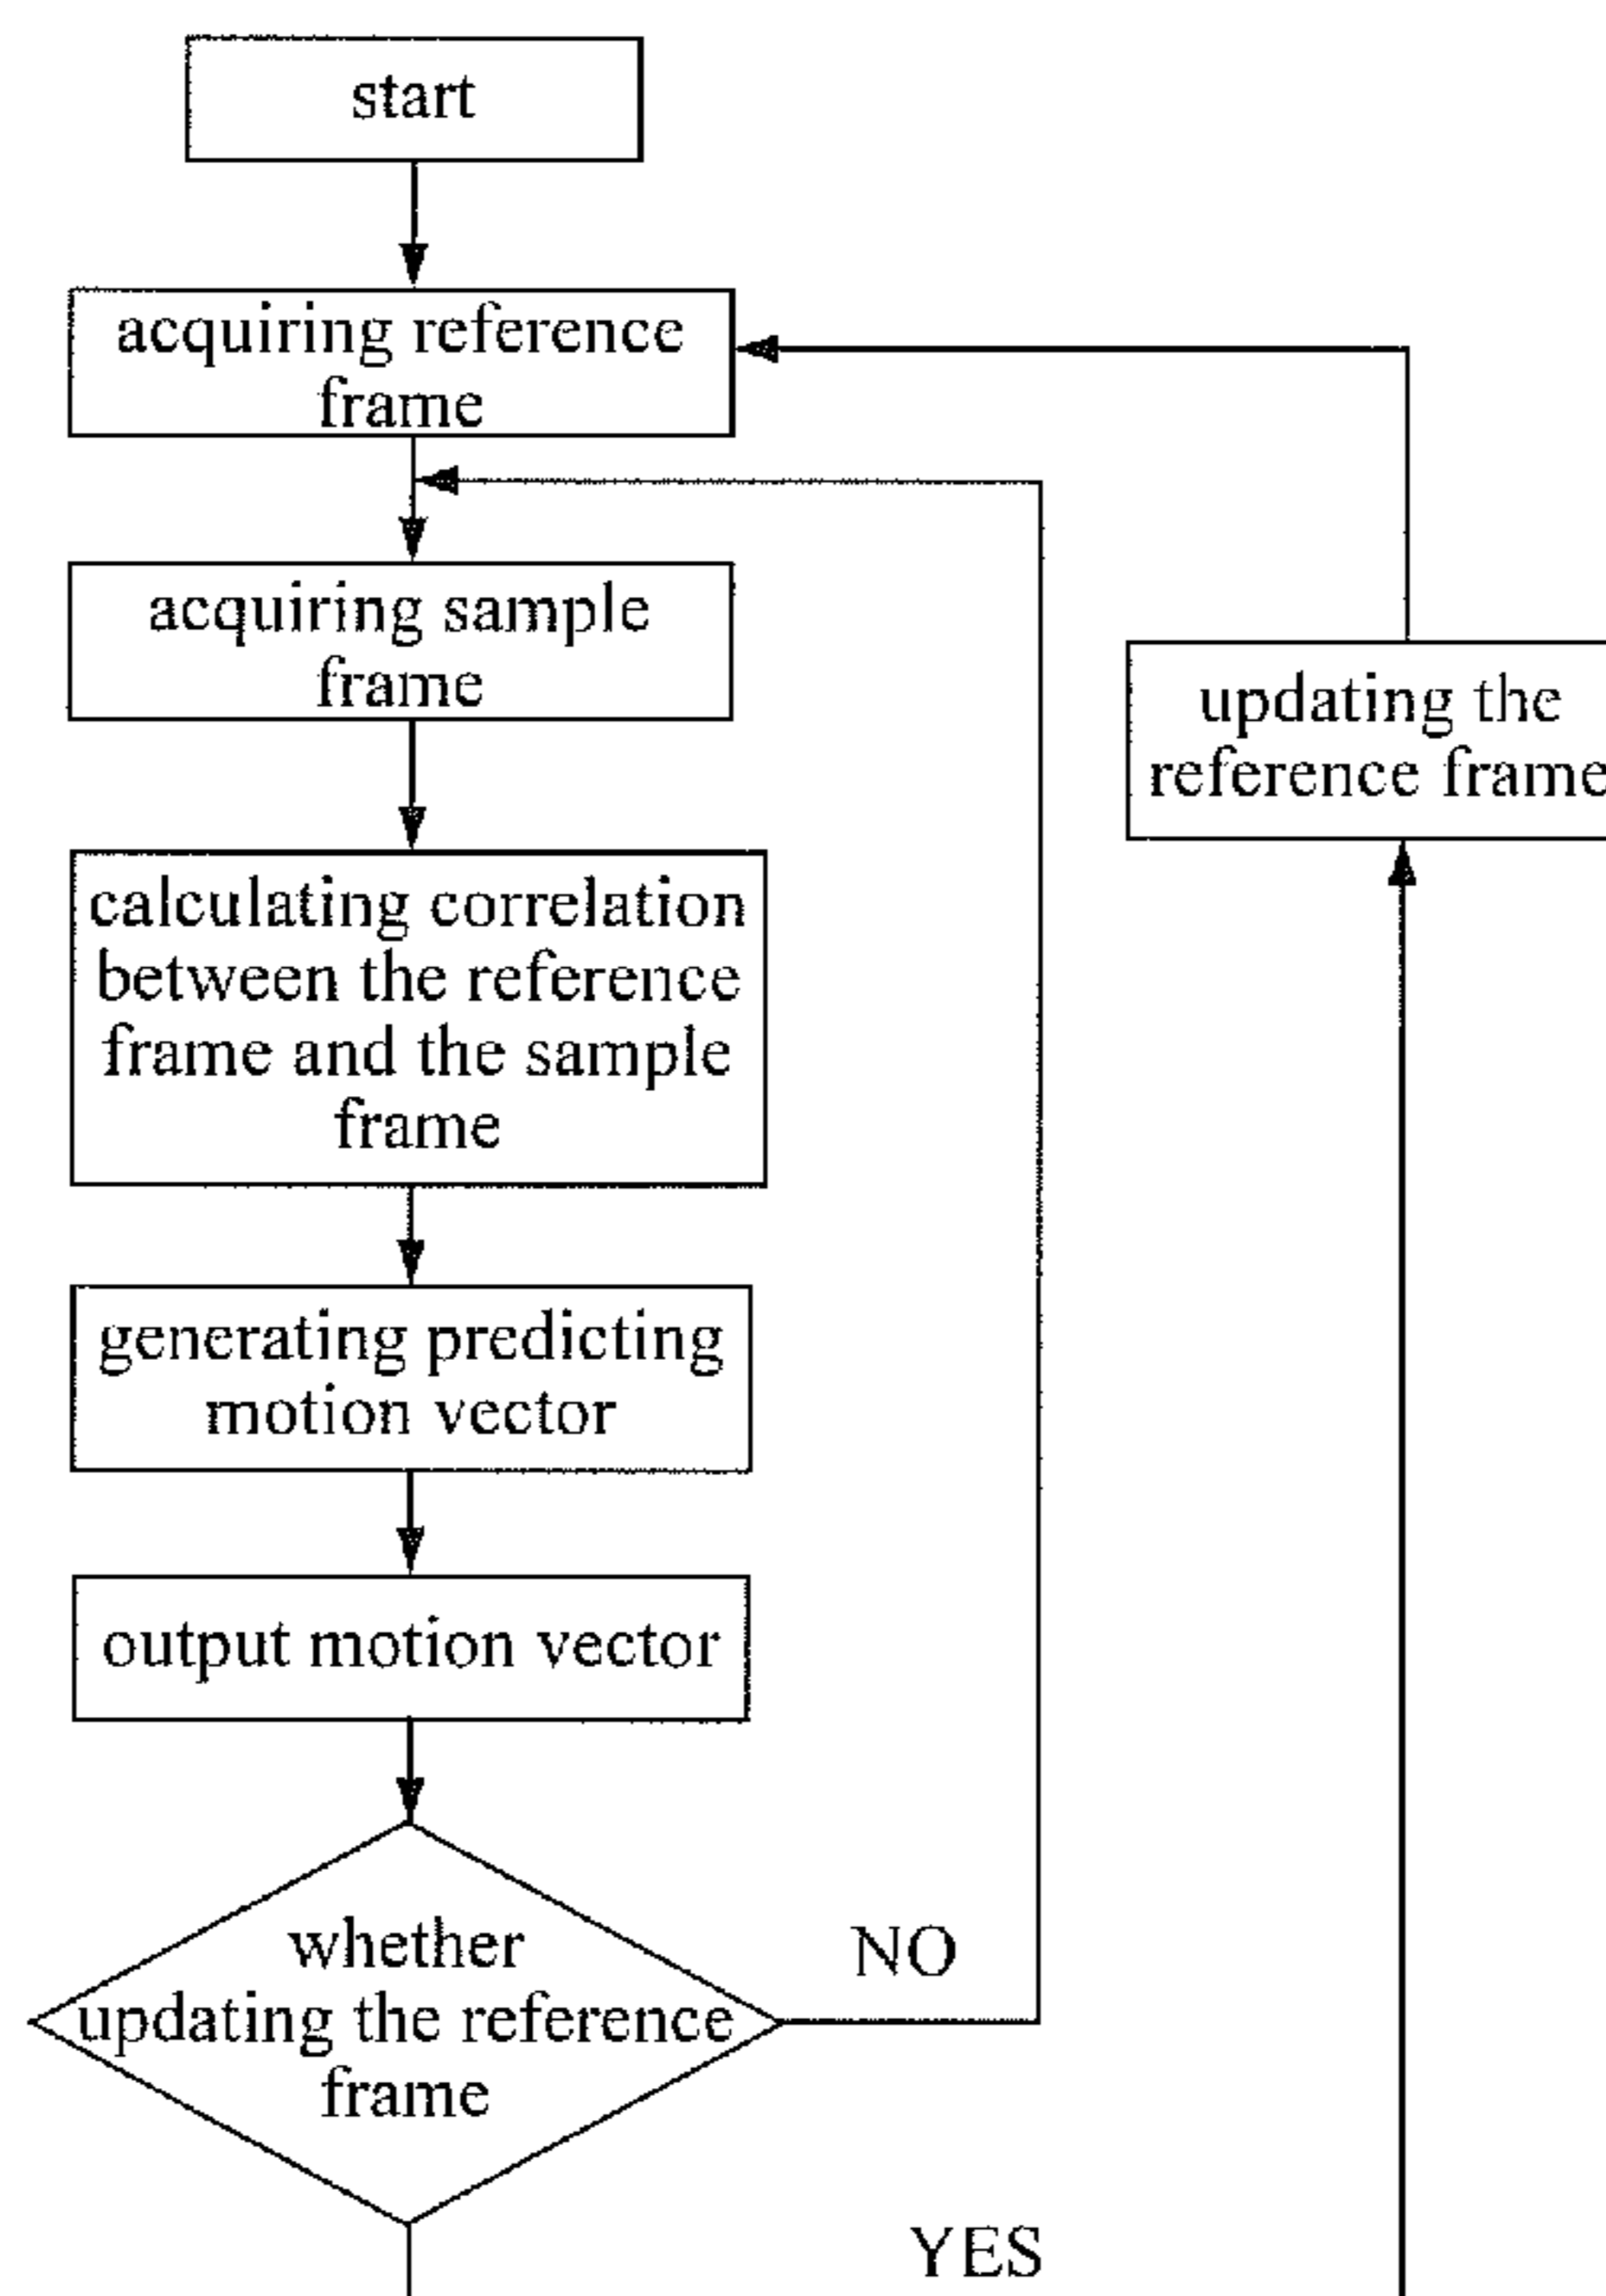 start
acquiring reference
frame
acquiring sample
frame
updating the
reference frame
calculating correlation
between the reference
frame and the sample
frame
generating predicting
motion vector
output motion vector
whether
updating the reference
frame
NO
YES